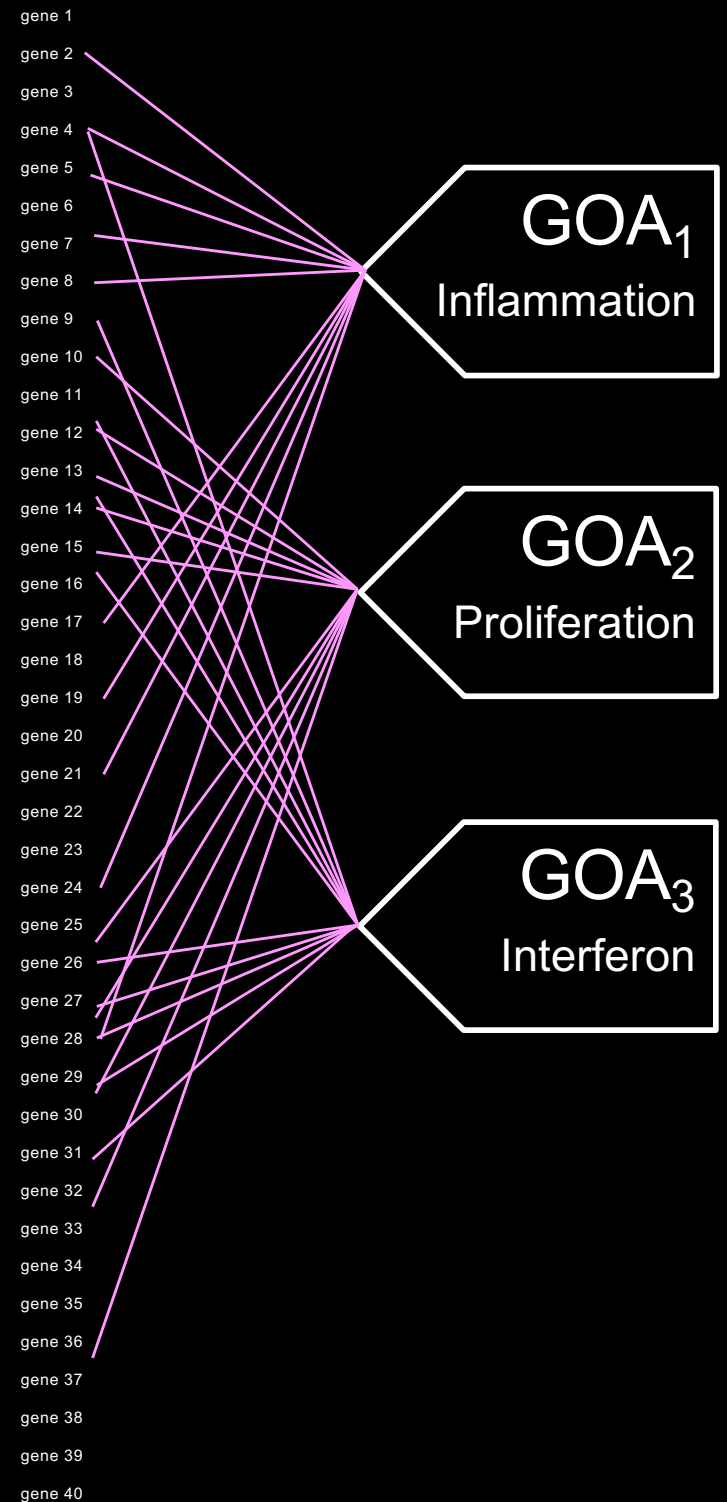 gene 1
gene 2
gene 3
gene 4
gene 5
gene 6
gene 7
gene 8
gene 9
gene 10
gene 11
gene 12
gene 13
gene 14
gene 15
gene 16
gene 17
gene 18
gene 19
gene 20
gene 21
gene 22
gene 23
gene 24
gene 25
gene 26
gene 27
gene 28
gene 29
gene 30
gene 31
gene 32
gene 33
gene 34
gene 35
gene 36
gene 37
gene 38
gene 39
gene 40
GOA₁
Inflammation
GOA₂
Proliferation
GOA₃
Interferon